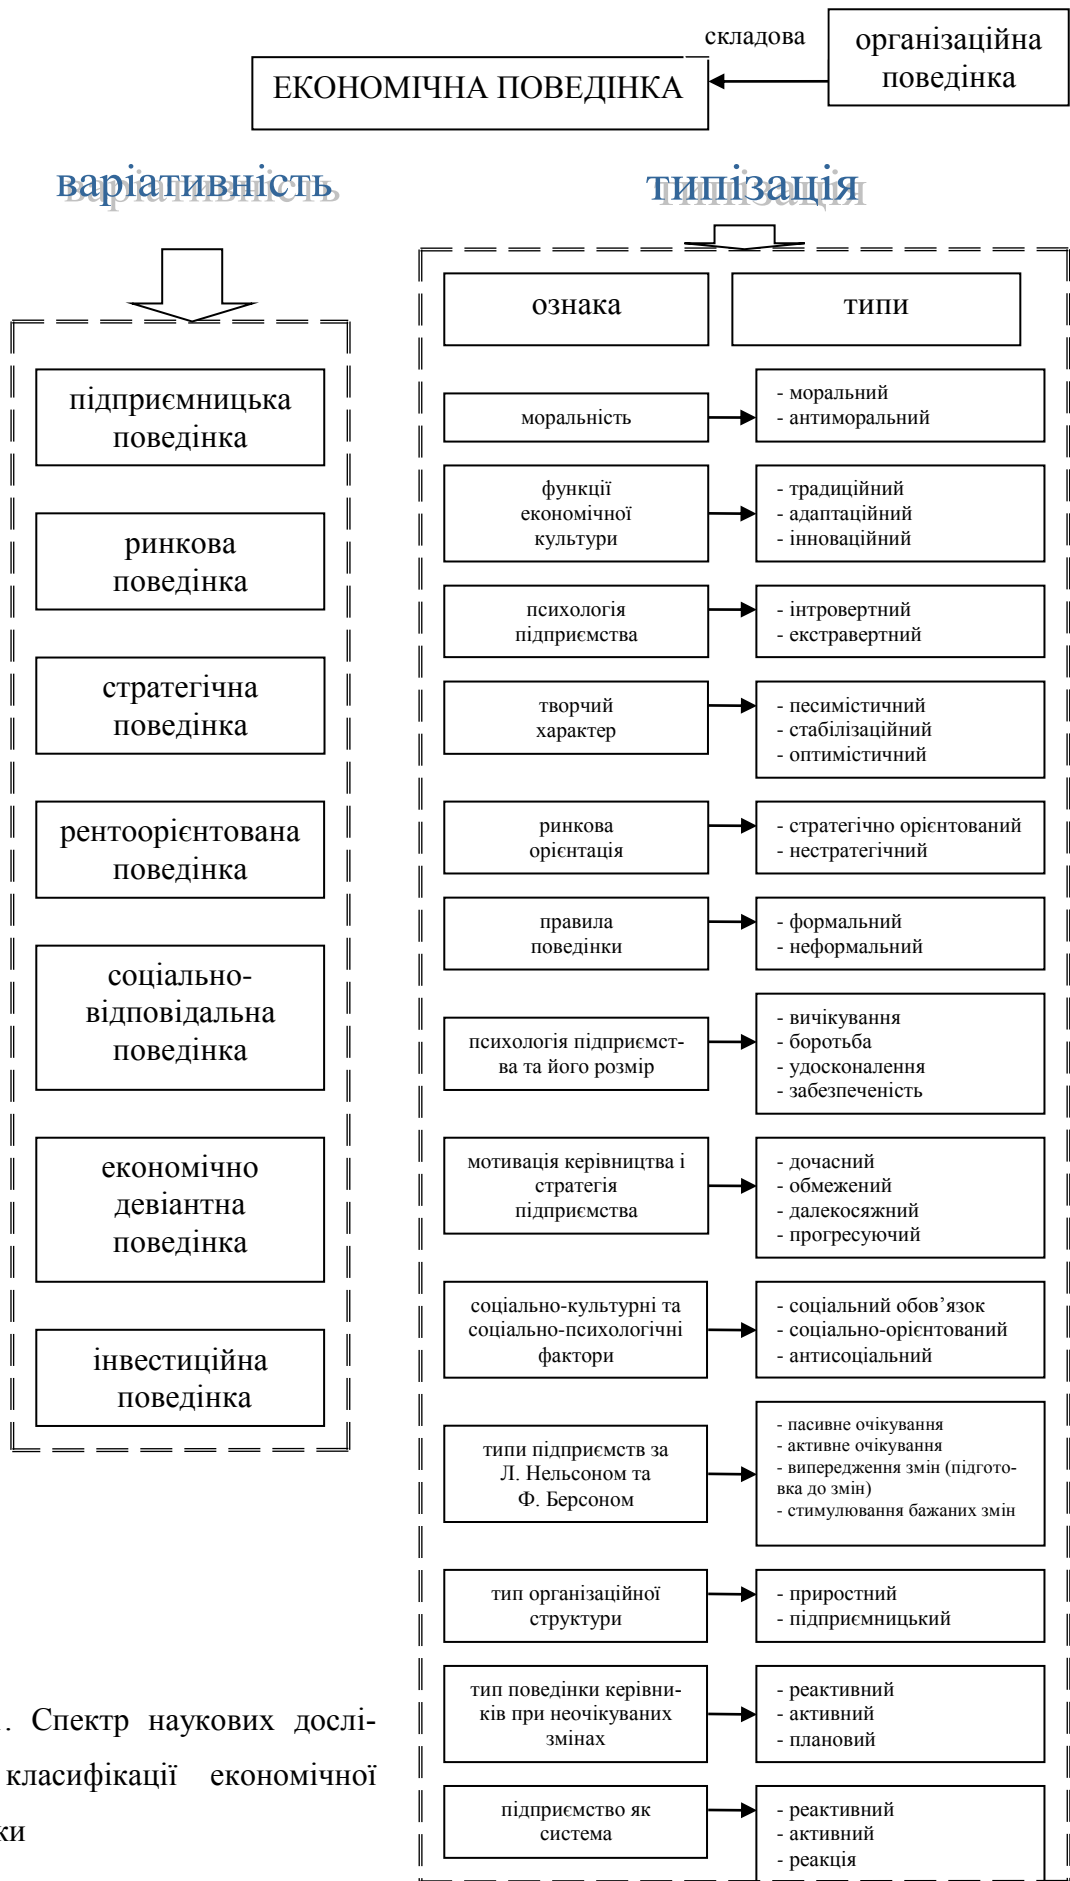 складова
організаційна
поведінка
ЕКОНОМІЧНА ПОВЕДІНКА
варіативність
типізація
підприємницька
поведінка
ринкова
поведінка
стратегічна
поведінка
рентоорієнтована
поведінка
соціально-
відповідальна
поведінка
економічно
девіантна
поведінка
інвестиційна
поведінка
ознака
типи
моральність
- моральний
- антиморальний
функції
економічної
культури
- традиційний
- адаптаційний
- інноваційний
психологія
підприємства
- інтровертний
- екстравертний
творчий
характер
- песимістичний
- стабілізаційний
- оптимістичний
ринкова
орієнтація
- стратегічно орієнтований
- нестратегічний
правила
поведінки
- формальний
- неформальний
психологія підприємст-
ва та його розмір
- вичікування
- боротьба
- удосконалення
- забезпеченість
мотивація керівництва і
стратегія
підприємства
- дочасний
- обмежений
- далекосяжний
- прогресуючий
соціально-культурні та
соціально-психологічні
фактори
- соціальний обов’язок
- соціально-орієнтований
- антисоціальний
типи підприємств за
Л. Нельсоном та
Ф. Берсоном
- пасивне очікування
- активне очікування
- випередження змін (підгото-
вка до змін)
- стимулювання бажаних змін
тип організаційної
структури
- приростний
- підприємницький
тип поведінки керівни-
ків при неочікуваних
змінах
- реактивний
- активний
- плановий
підприємство як
система
- реактивний
- активний
- реакція
. Спектр наукових дослі-
класифікації економічної
ки